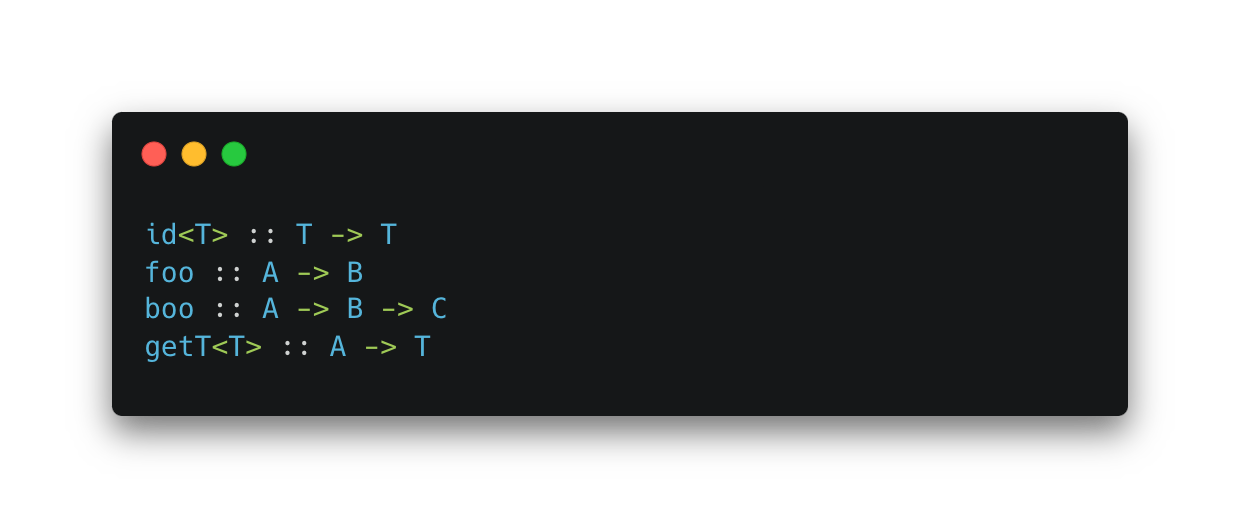 id<T> :: T -> T
foo :: A -> B
boo :: A -> B -> C
getT<T> :: A -> T